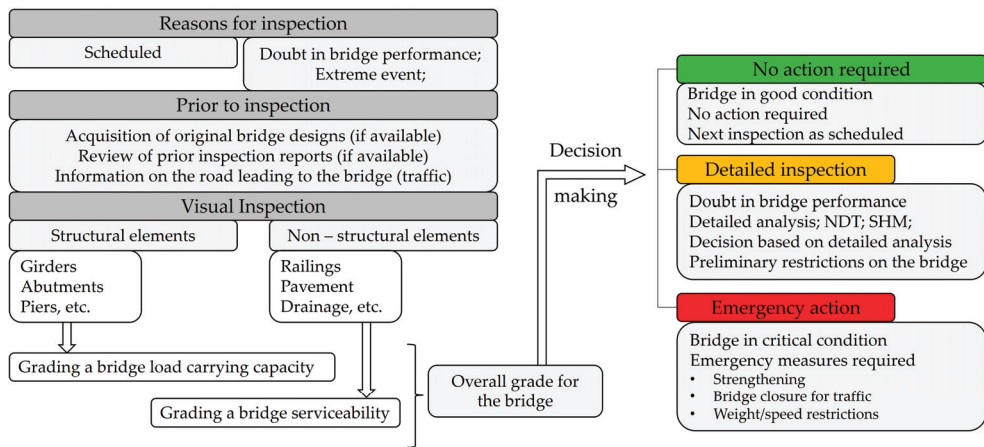 Reasons for inspection
Scheduled
Doubt in bridge performance;
Extreme event;
Prior to inspection
Acquisition of original bridge designs (if available)
Review of prior inspection reports (if available)
Information on the road leading to the bridge (traffic)
Visual Inspection
Structural elements
Non – structural elements
Girders
Abutments
Piers, etc.
Railings
Pavement
Drainage, etc.
Grading a bridge load carrying capacity
Grading a bridge serviceability
Overall grade for
the bridge
Decision
making
No action required
Bridge in good condition
No action required
Next inspection as scheduled
Detailed inspection
Doubt in bridge performance
Detailed analysis; NDT; SHM;
Decision based on detailed analysis
Preliminary restrictions on the bridge
Emergency action
Bridge in critical condition
Emergency measures required
• Strengthening
• Bridge closure for traffic
• Weight/speed restrictions